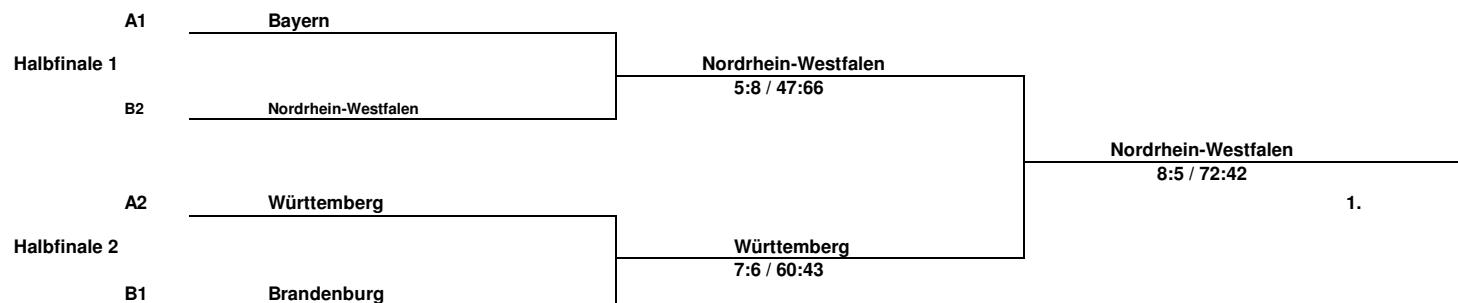 A1 Bayern
Halbfinale 1 Nordrhein-Westfalen
5:8 / 47:66
B2 Nordrhein-Westfalen
Nordrhein-Westfalen
8:5 / 72:42
A2 Württemberg 1.
Halbfinale 2 Württemberg
7:6 / 60:43
B1 Brandenburg